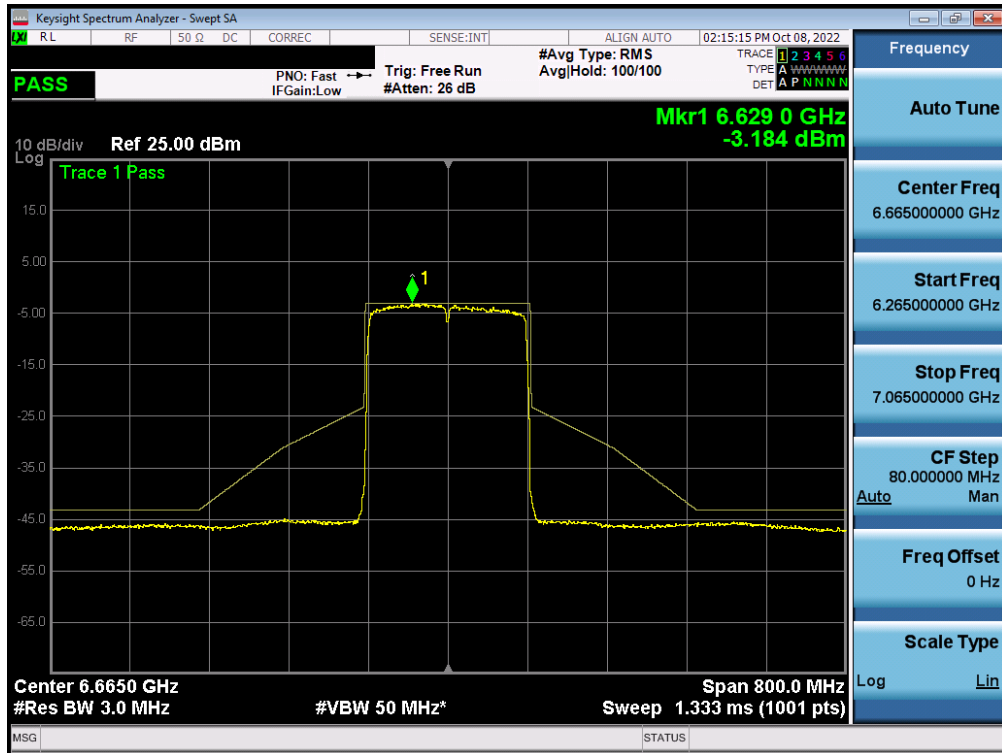 Keysight Spectrum Analyzer - Swept SA
LXI RL RF 50 Ω DC CORREC SENSE:INT ALIGN AUTO 02:15:15 PM Oct 08, 2022
PASS
PNO: Fast
IFGain:Low
Trig: Free Run
#Atten: 26 dB
#Avg Type: RMS
Avg|Hold: 100/100
TRACE 1 2 3 4 5 6
TYPE A WWWWW
DET A P N N N N
Mkr1 6.629 0 GHz
-3.184 dBm
10 dB/div Ref 25.00 dBm
Log
Trace 1 Pass
1
15.0
5.00
-5.00
-15.0
-25.0
-35.0
-45.0
-55.0
-65.0
Center 6.6650 GHz Span 800.0 MHz
#Res BW 3.0 MHz #VBW 50 MHz* Sweep 1.333 ms (1001 pts)
MSG STATUS
Frequency
Auto Tune
Center Freq
6.665000000 GHz
Start Freq
6.265000000 GHz
Stop Freq
7.065000000 GHz
CF Step
80.000000 MHz
Auto Man
Freq Offset
0 Hz
Scale Type
Log Lin